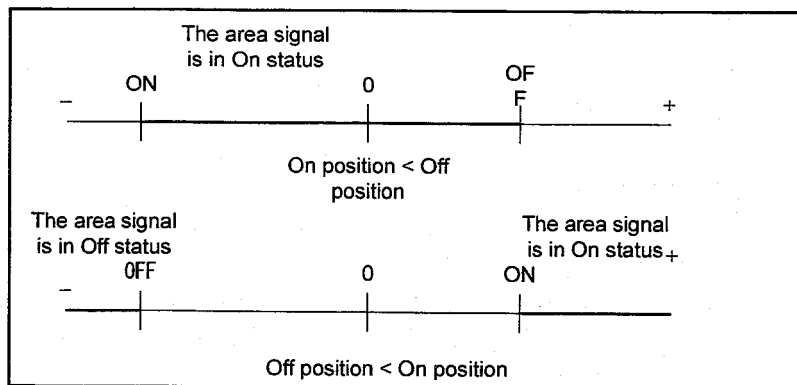 The area signal
is in On status
ON
0
OF
F
–
+
On position < Off
position
The area signal
is in Off status
The area signal
is in On status
+
OFF
0
ON
–
Off position < On position